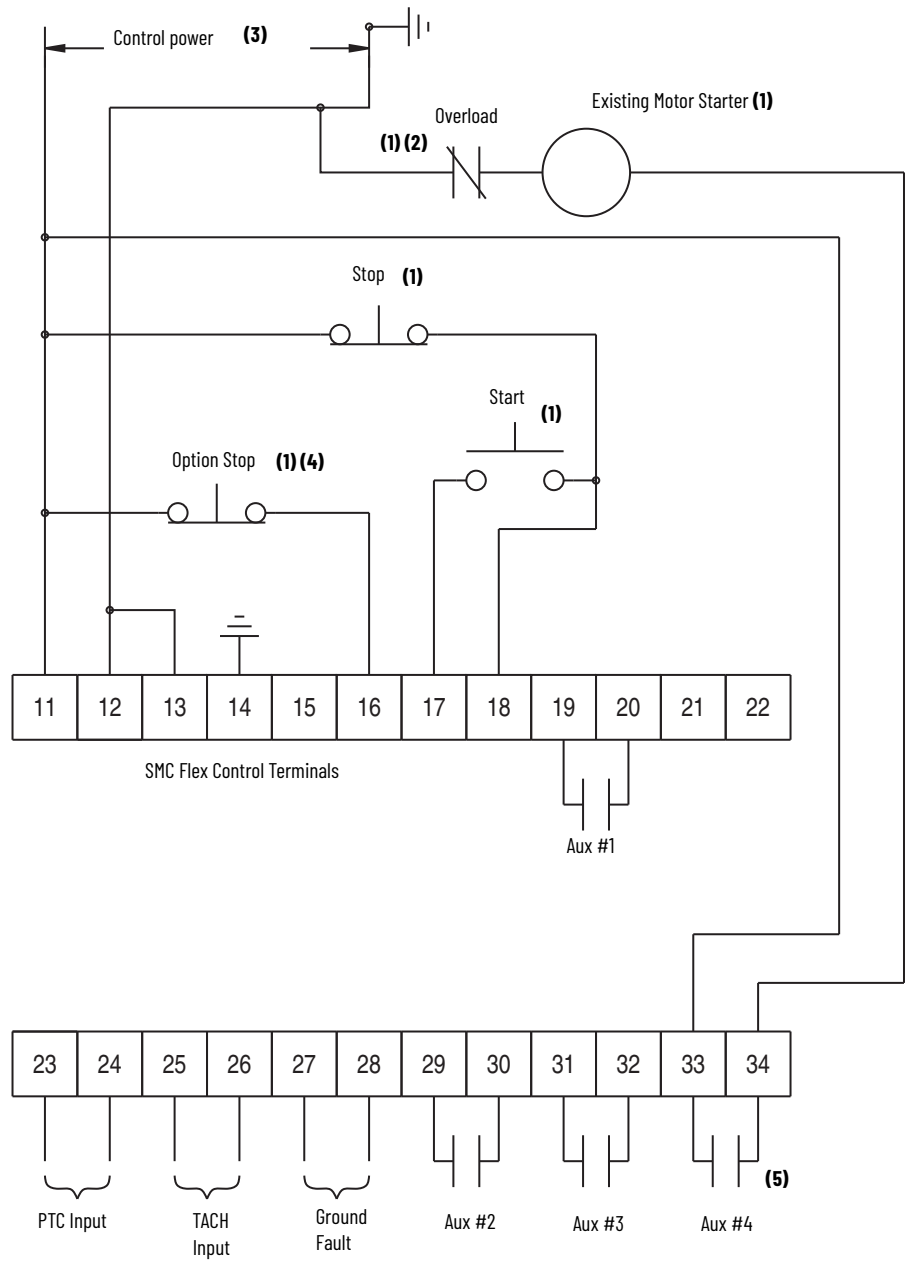 Control power (3)
Existing Motor Starter (1)
Overload
(1) (2)
Stop (1)
Start (1)
Option Stop (1) (4)
11 12 13 14 15 16 17 18 19 20 21 22
SMC Flex Control Terminals
Aux #1
23 24 25 26 27 28 29 30 31 32 33 34
(5)
PTC Input
TACH
Input
Ground
Fault
Aux #2
Aux #3
Aux #4